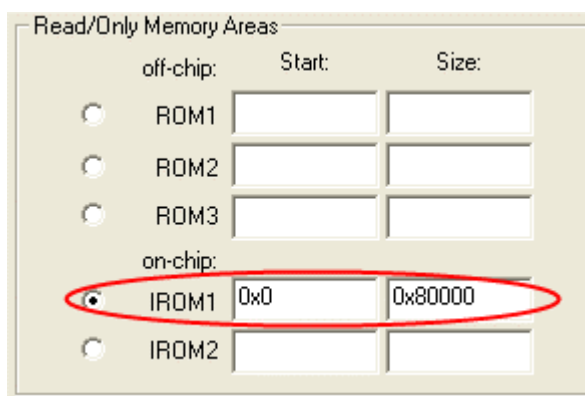 Read/Only Memory Areas
off-chip: Start: Size:
ROM1
ROM2
ROM3
on-chip:
IROM1 0x0 0x80000
IROM2